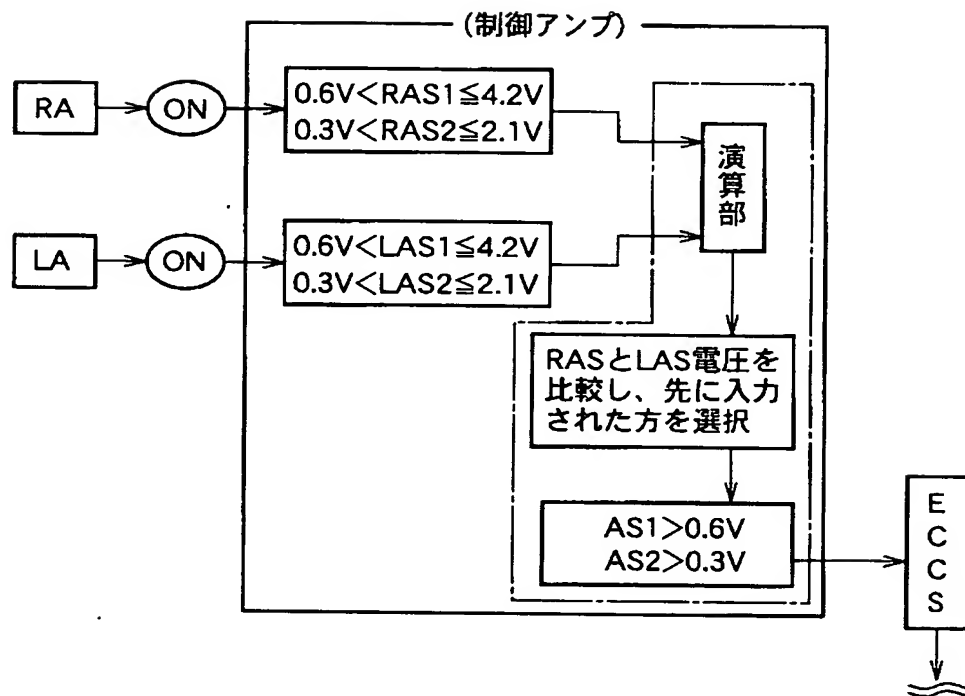 (制御アンプ)
RA
ON
0.6V<RAS1≦4.2V
0.3V<RAS2≦2.1V
演算部
LA
ON
0.6V<LAS1≦4.2V
0.3V<LAS2≦2.1V
RASとLAS電圧を
比較し、先に入力
された方を選択
AS1>0.6V
AS2>0.3V
ECCS